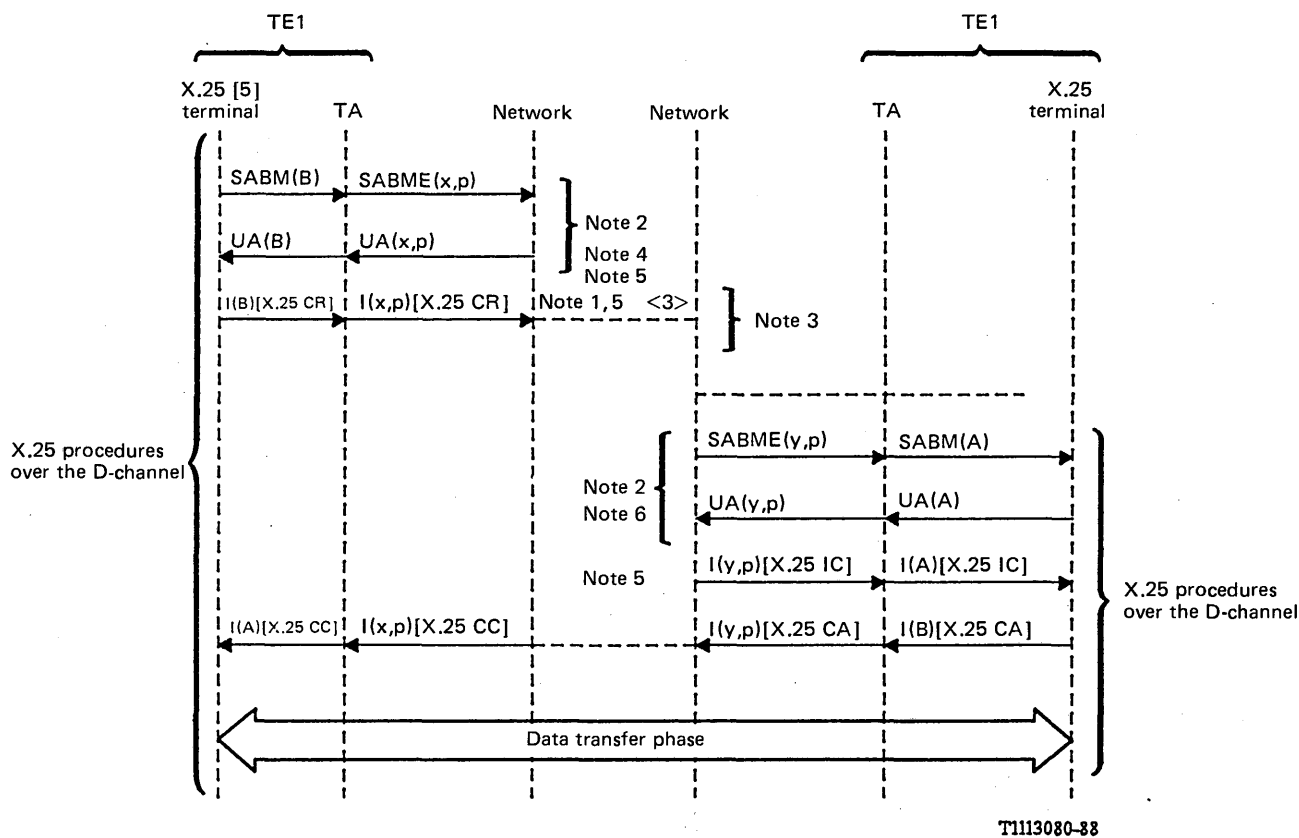 TE1 TE1
X.25 [5] X.25
terminal TA Network Network TA terminal
SABM(B) SABME(x,p)
Note 2
UA(B) UA(x,p) Note 4
Note 5
I(B)[X.25 CR] I(x,p)[X.25 CR] Note 1,5 <3>
Note 3
X.25 procedures
over the D-channel
SABME(y,p) SABM(A)
Note 2
Note 6 UA(y,p) UA(A)
Note 5 I(y,p)[X.25 IC] I(A)[X.25 IC]
X.25 procedures
over the D-channel
I(A)[X.25 CC] I(x,p)[X.25 CC] I(y,p)[X.25 CA] I(B)[X.25 CA]
Data transfer phase
T1113080-88